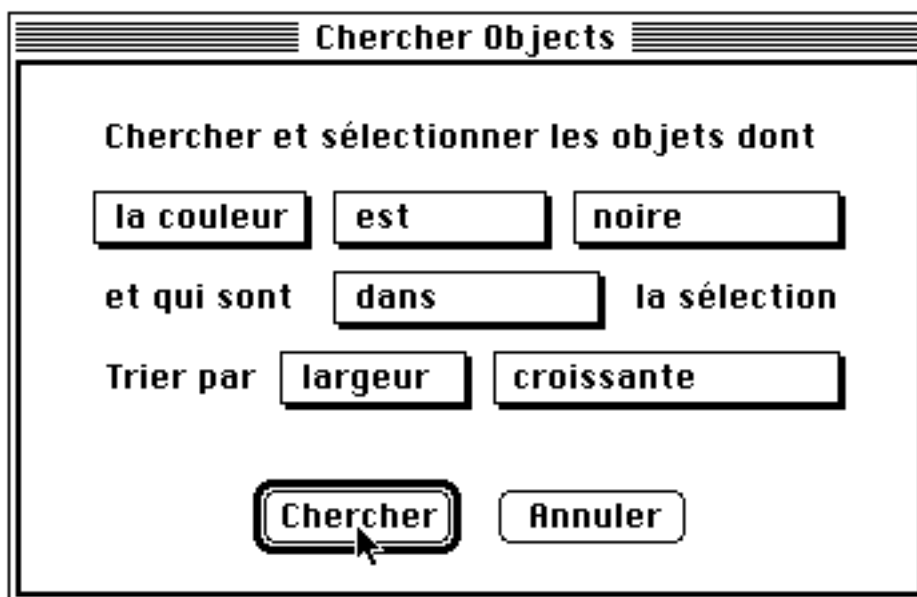 Chercher Objects
Chercher et sélectionner les objets dont
la couleur est noire
et qui sont dans la sélection
Trier par largeur croissante
Chercher Annuler